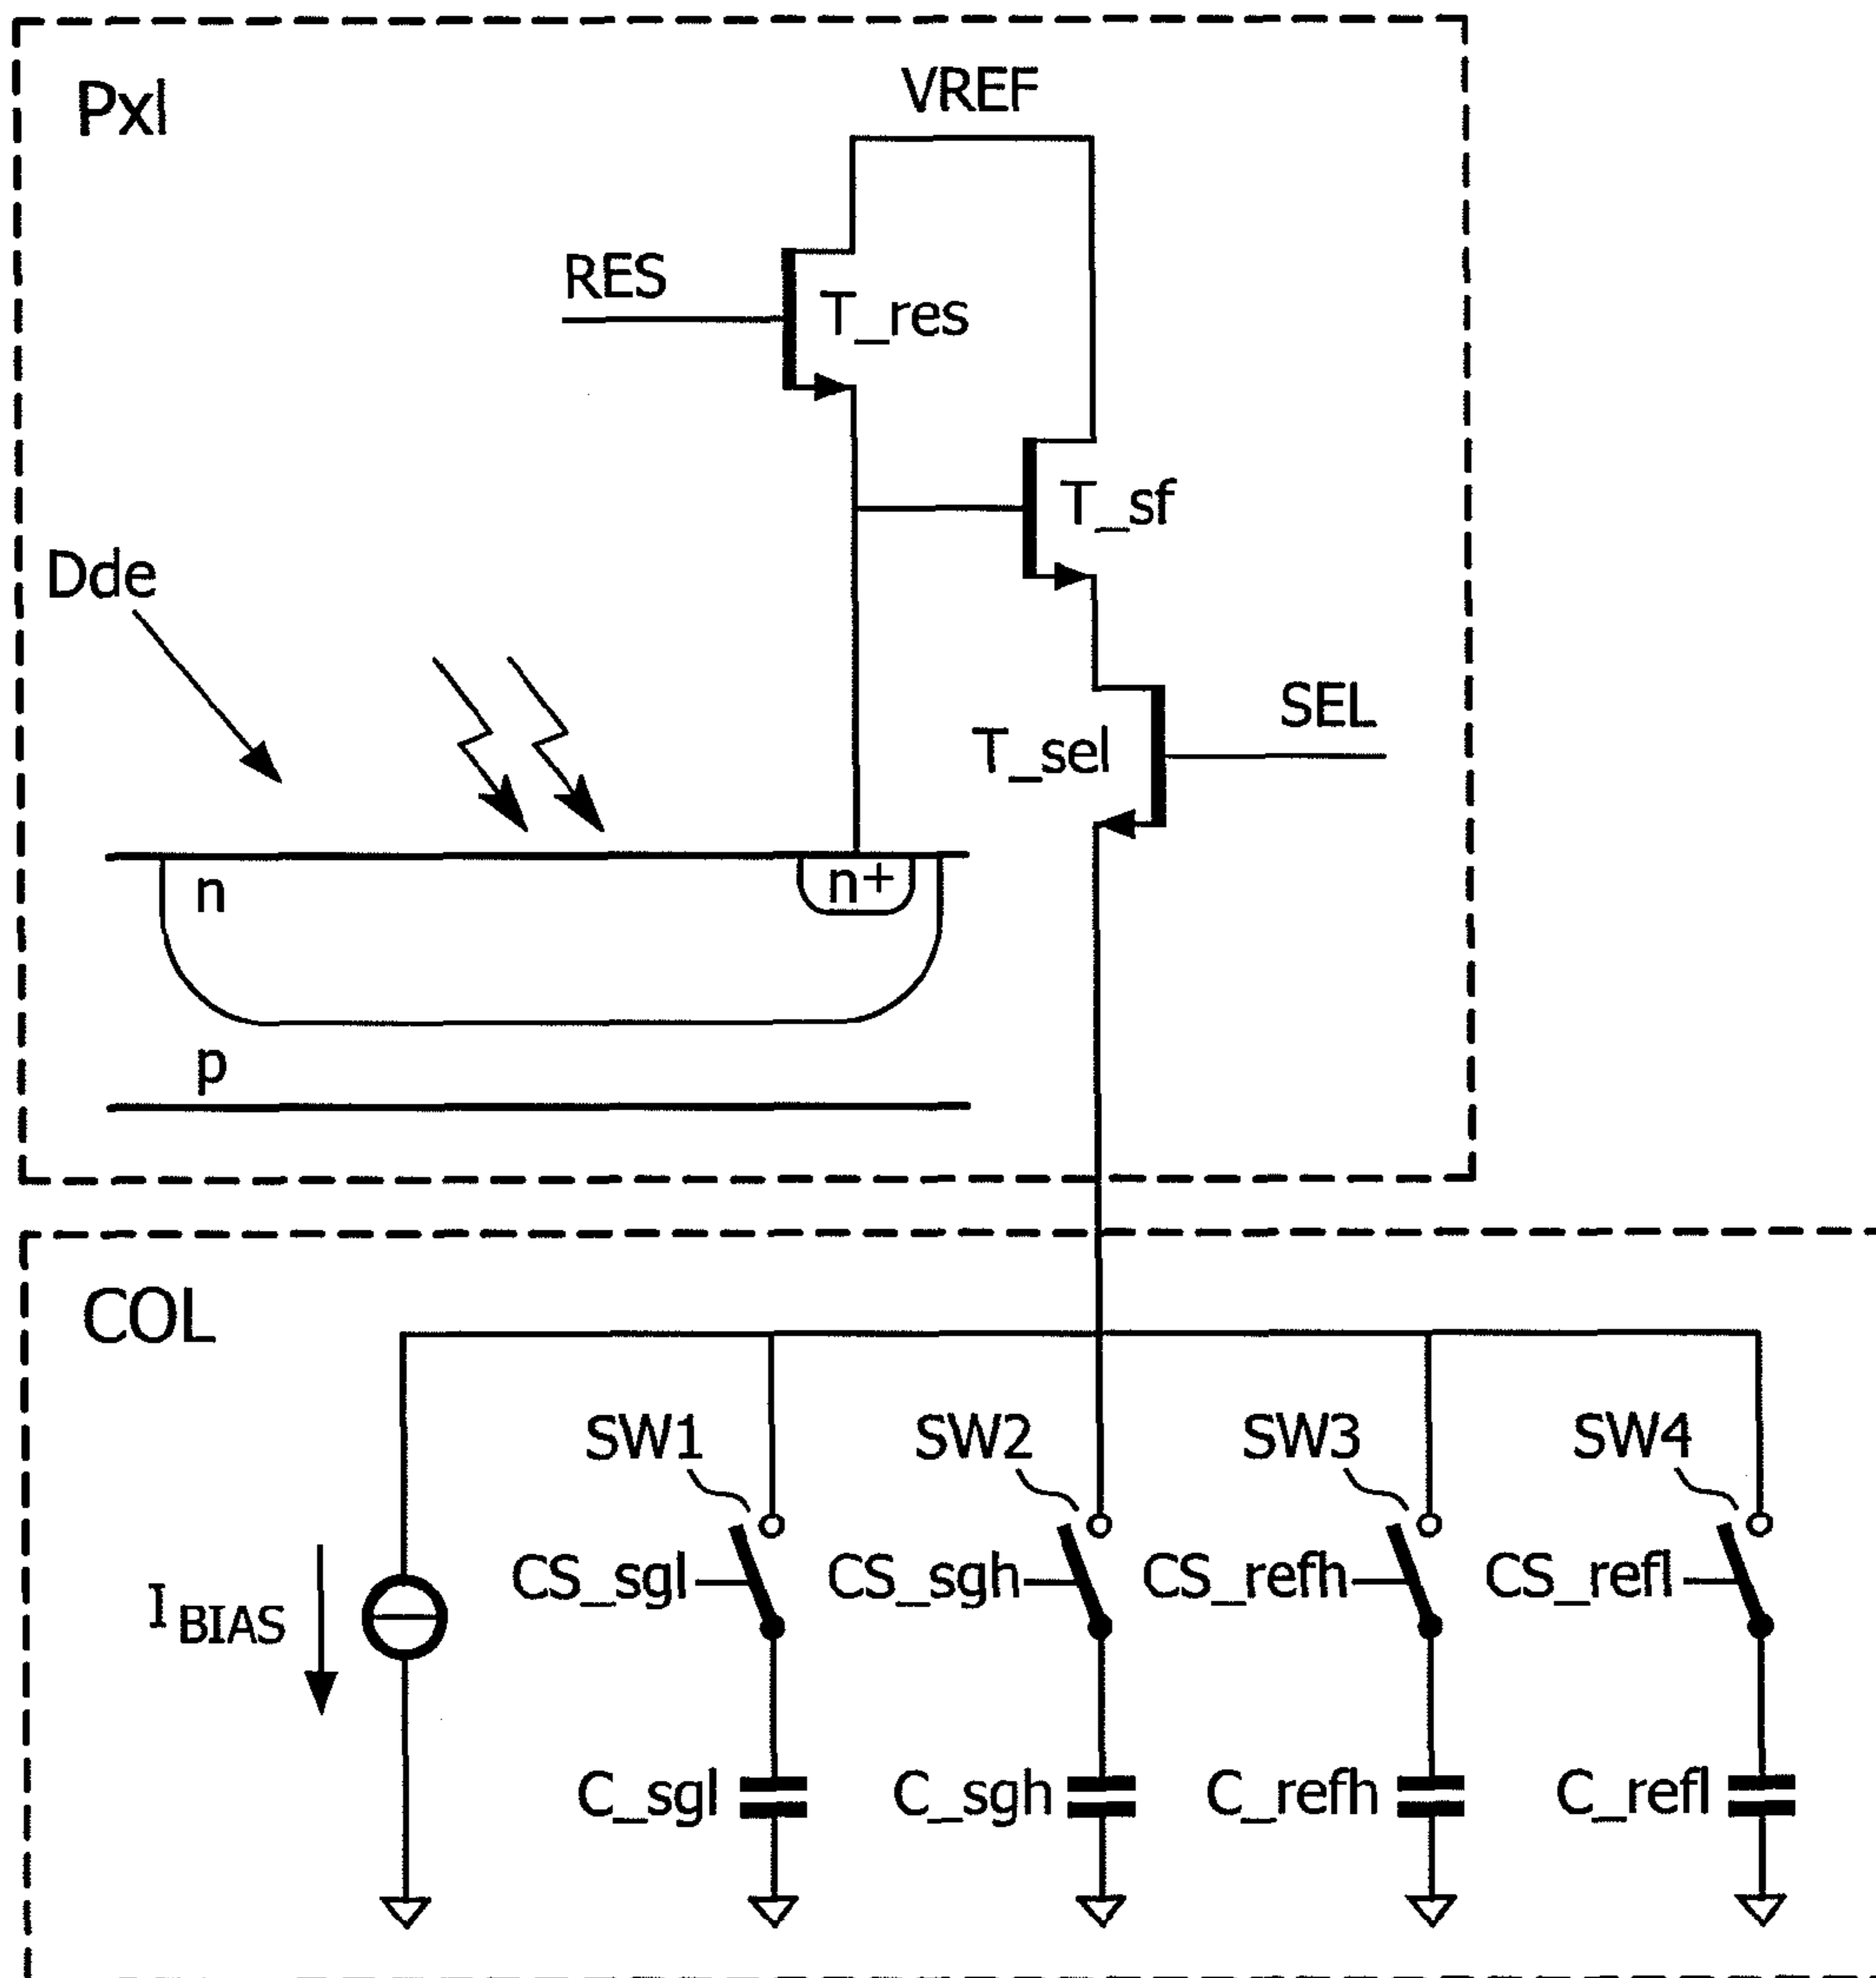 Pxl
VREF
RES
T_res
T_sf
Dde
SEL
T_sel
n
n+
p
COL
SW1
SW2
SW3
SW4
CS_sgl
CS_sgh
CS_refh
CS_refl
I BIAS
C_sgl
C_sgh
C_refh
C_refl